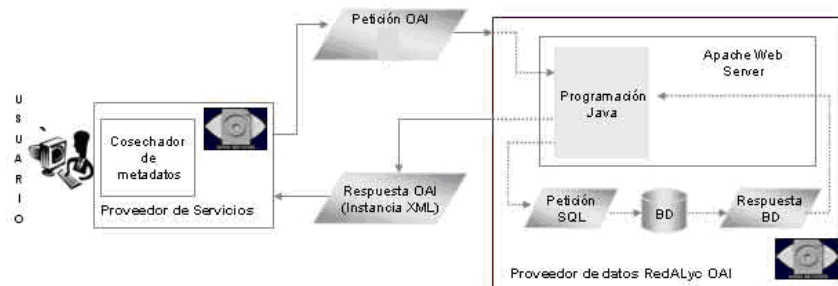 Petición OAI
Apache Web
Server
Programación
Java
USUARIO
Cosechador
de
metadatos
Proveedor de Servicios
Respuesta OAI
(Instancia XML)
Petición
SQL
BD
Respuesta
BD
Proveedor de datos RedALyc OAI